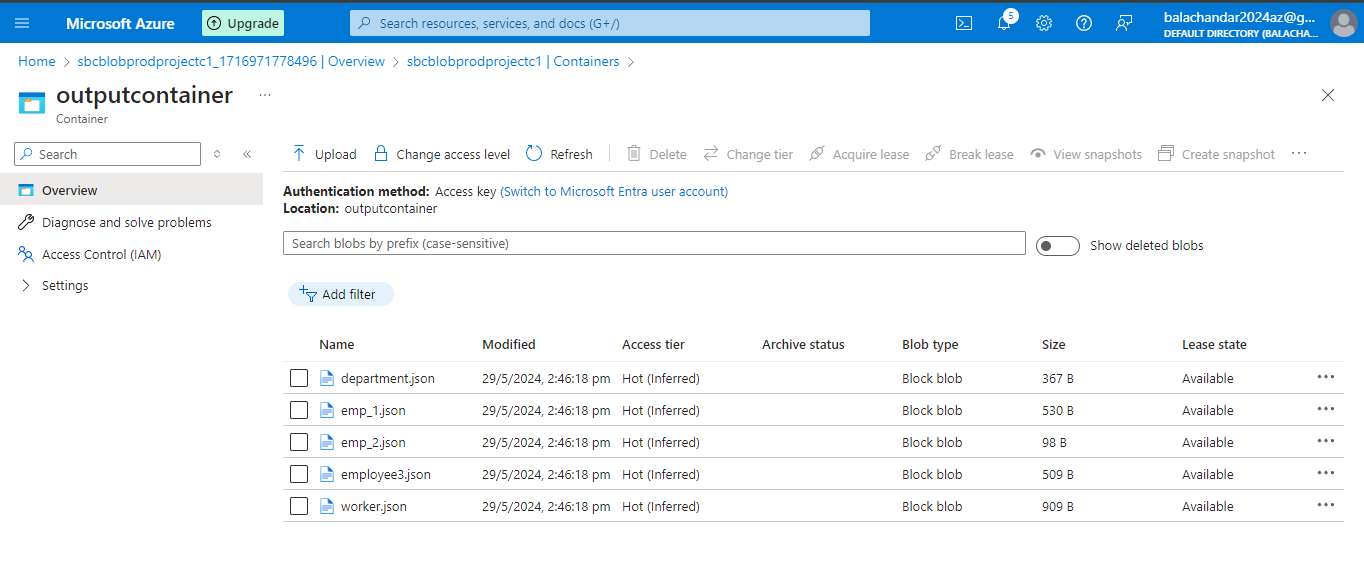 Microsoft Azure Upgrade Search resources, services, and docs (G+/) 5 balachandar2024az@g...
DEFAULT DIRECTORY (BALACHA...
Home > sbcblobprodprojectc1_1716971778496 | Overview > sbcblobprodprojectc1 | Containers >
outputcontainer ...
Container
Search
Upload Change access level Refresh Delete Change tier Acquire lease Break lease View snapshots Create snapshot ...
Overview
Diagnose and solve problems
Access Control (IAM)
Settings
Authentication method: Access key (Switch to Microsoft Entra user account)
Location: outputcontainer
Search blobs by prefix (case-sensitive) Show deleted blobs
Add filter
Name Modified Access tier Archive status Blob type Size Lease state
department.json 29/5/2024, 2:46:18 pm Hot (Inferred) Block blob 367 B Available ...
emp_1.json 29/5/2024, 2:46:18 pm Hot (Inferred) Block blob 530 B Available ...
emp_2.json 29/5/2024, 2:46:18 pm Hot (Inferred) Block blob 98 B Available ...
employee3.json 29/5/2024, 2:46:18 pm Hot (Inferred) Block blob 509 B Available ...
worker.json 29/5/2024, 2:46:18 pm Hot (Inferred) Block blob 909 B Available ...